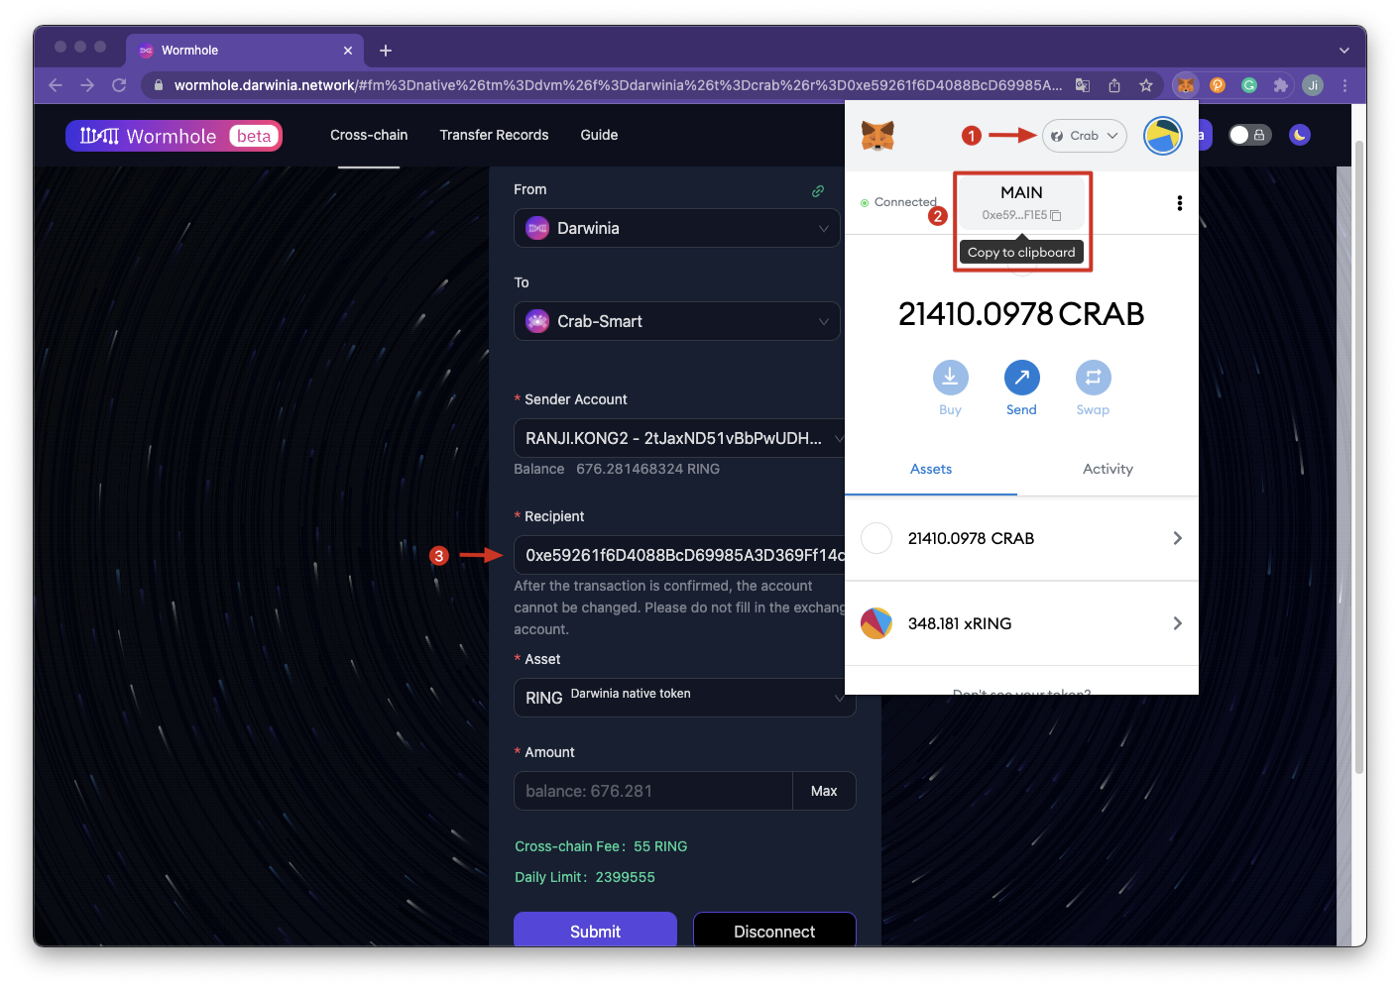 Wormhole
wormhole.darwinia.network/#fm%3Dnative%26tm%3Ddvm%26f%3Ddarwinia%26t%3Dcrab%26r%3D0xe59261f6D4088BcD69985A...
Ji
Wormhole beta
Cross-chain
Transfer Records
Guide
1
Crab
a
From
Darwinia
To
Crab-Smart
* Sender Account
RANJI.KONG2 - 2tJaxND51vBbPwUDH...
Balance 676.281468324 RING
* Recipient
3
0xe59261f6D4088BcD69985A3D369Ff14c
After the transaction is confirmed, the account
cannot be changed. Please do not fill in the exchang
account.
* Asset
RING Darwinia native token
* Amount
balance: 676.281
Max
Cross-chain Fee: 55 RING
Daily Limit: 2399555
Submit
Disconnect
Connected
2
MAIN
0xe59...F1E5
Copy to clipboard
21410.0978 CRAB
Buy
Send
Swap
Assets
Activity
21410.0978 CRAB
348.181 xRING
Don't see your token?